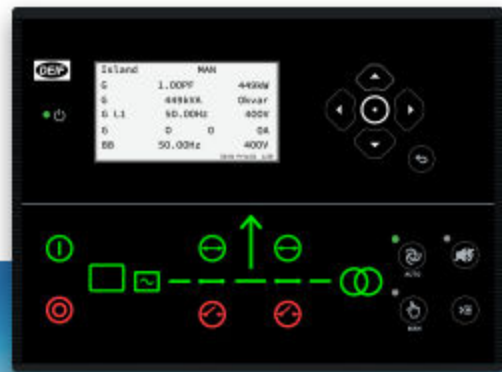 DEIF
Island MAN
G 1.00PF 449kW
G 449kVA 0kvar
G L1 50.00Hz 400V
G 0 0 0A
BB 50.00Hz 400V
AUTO
MAN